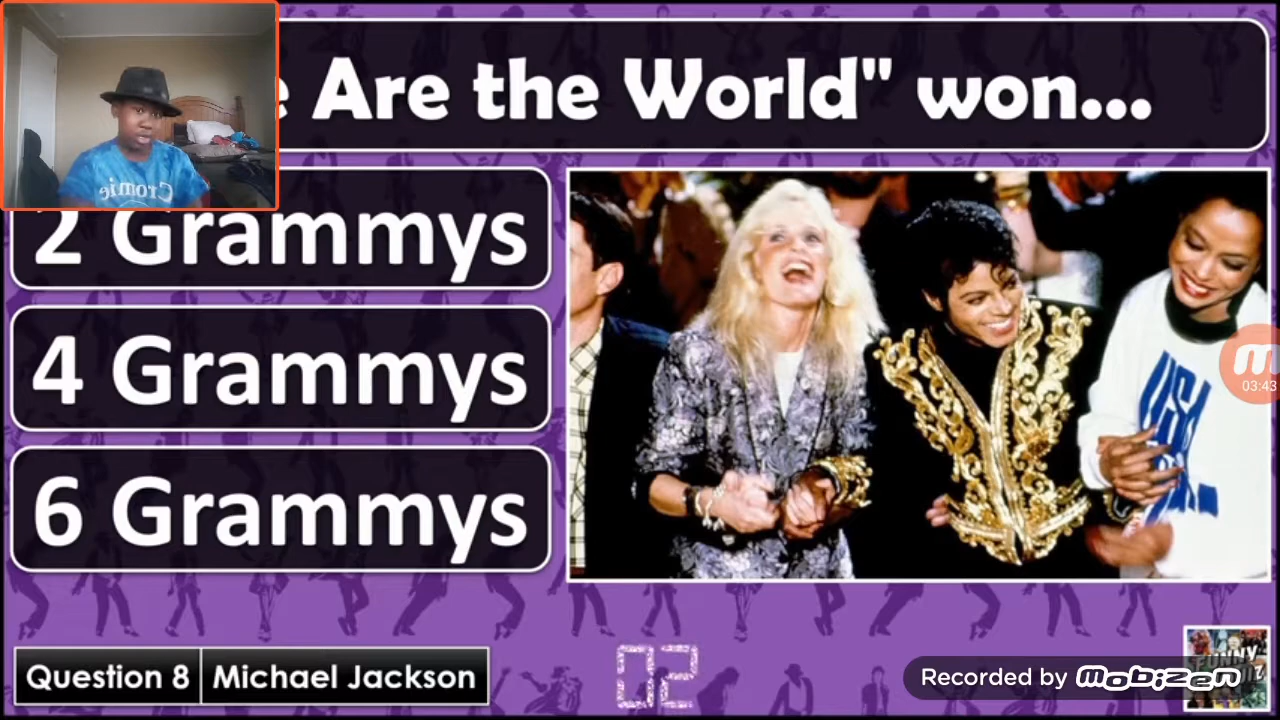 e Are the World" won...
Cromie
2 Grammys
4 Grammys
6 Grammys
USA
03:43
Question 8
Michael Jackson
02
Recorded by Mobizen
FUNNY